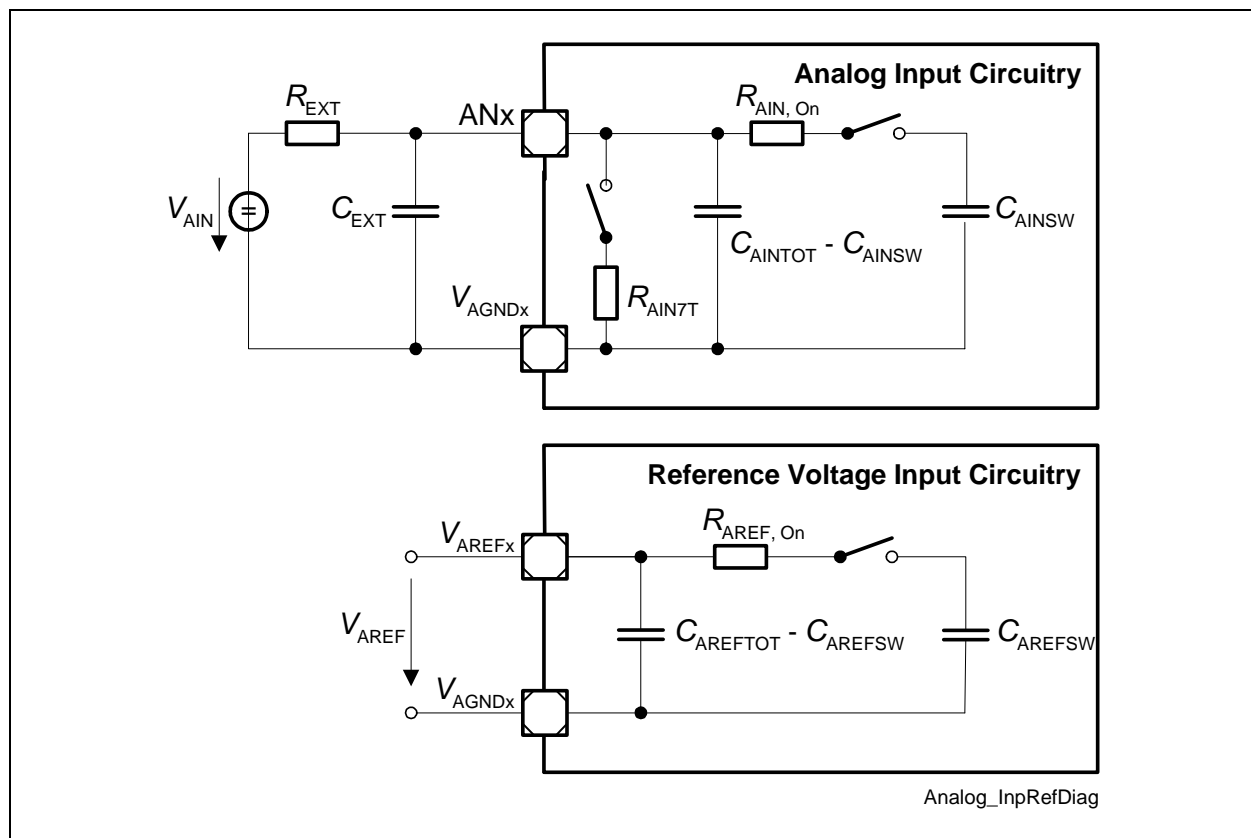 Analog Input Circuitry
REXT
ANx
RAIN, On
VAIN
=
CEXT
CAINTOT - CAINSW
CAINSW
RAIN7T
VAGNDx
Reference Voltage Input Circuitry
VAREFx
RAREF, On
VAREF
CAREFTOT - CAREFSW
CAREFSW
VAGNDx
Analog_InpRefDiag